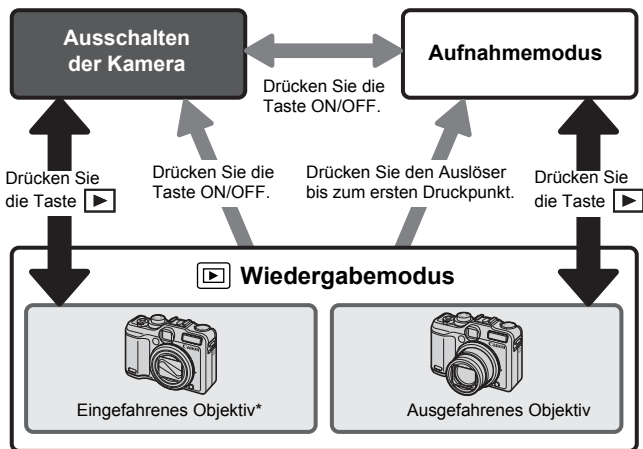 Ausschalten
der Kamera
Aufnahmemodus
Drücken Sie die
Taste ON/OFF.
Drücken Sie
die Taste
Drücken Sie die
Taste ON/OFF.
Drücken Sie den Auslöser
bis zum ersten Druckpunkt.
Drücken Sie
die Taste
Wiedergabemodus
Eingefahrenes Objektiv*
Ausgefahrenes Objektiv